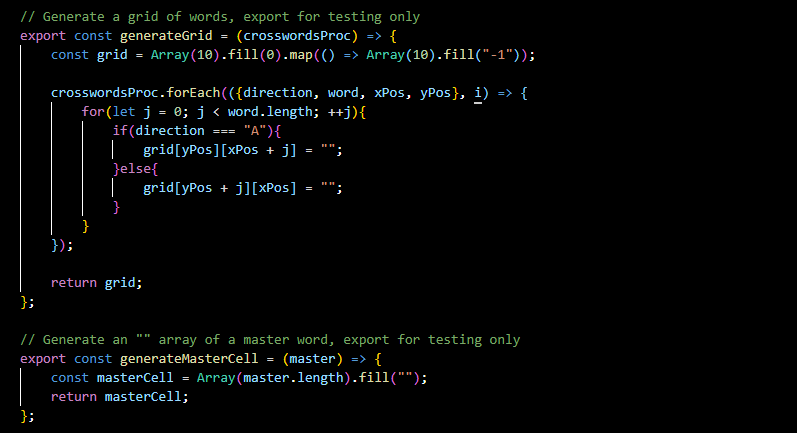 // Generate a grid of words, export for testing only
export const generateGrid = (crosswordsProc) => {
    const grid = Array(10).fill(0).map(() => Array(10).fill("-1"));

    crosswordsProc.forEach(({direction, word, xPos, yPos}, i) => {
        for(let j = 0; j < word.length; ++j){
            if(direction === "A"){
                grid[yPos][xPos + j] = "";
            }else{
                grid[yPos + j][xPos] = "";
            }
        }
    });

    return grid;
};

// Generate an "" array of a master word, export for testing only
export const generateMasterCell = (master) => {
    const masterCell = Array(master.length).fill("");
    return masterCell;
};